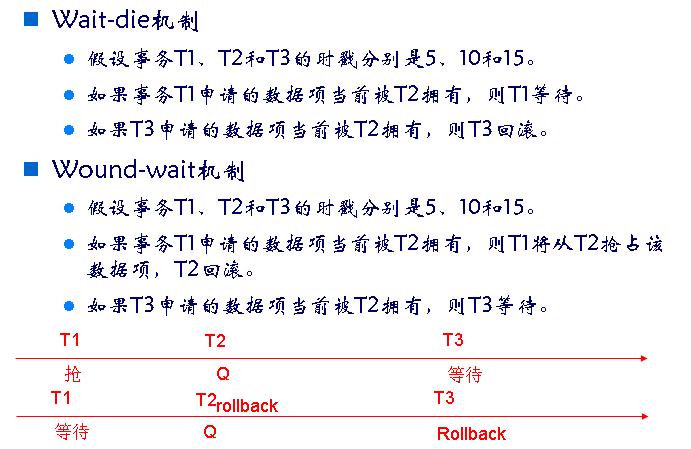 Wait-die机制
假设事务T1、T2和T3的时戳分别是5、10和15。
如果事务T1申请的数据项当前被T2拥有，则T1等待。
如果T3申请的数据项当前被T2拥有，则T3回滚。
Wound-wait机制
假设事务T1、T2和T3的时戳分别是5、10和15。
如果事务T1申请的数据项当前被T2拥有，则T1将从T2抢占该
数据项，T2回滚。
如果T3申请的数据项当前被T2拥有，则T3等待。
T1 T2 T3
抢 Q 等待
T1 T2rollback T3
等待 Q Rollback